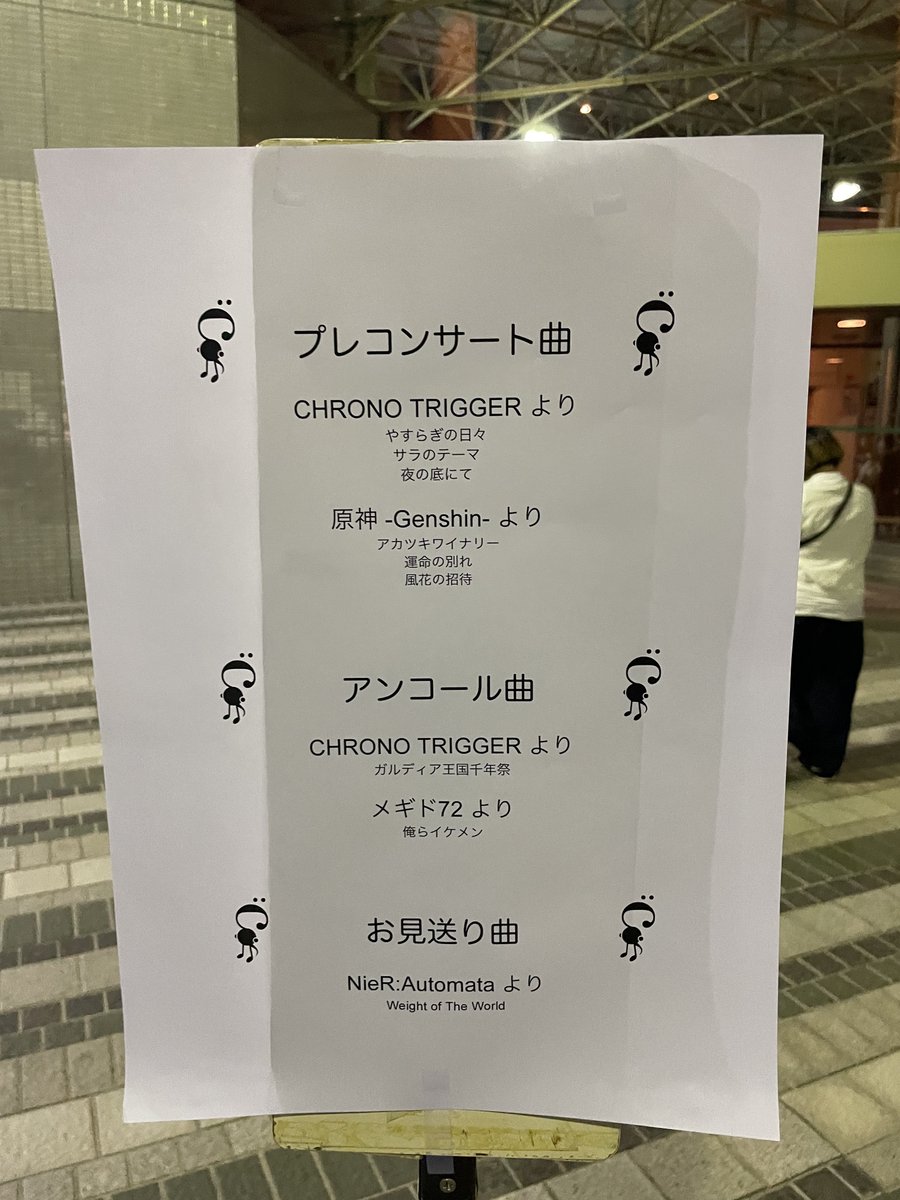 プレコンサート曲
CHRONO TRIGGER より
やすらぎの日々
サラのテーマ
夜の底にて
原神 -Genshin- より
アカツキワイナリー
運命の別れ
風花の招待
アンコール曲
CHRONO TRIGGER より
ガルディア王国千年祭
メギド72 より
俺らイケメン
お見送り曲
NieR:Automata より
Weight of The World